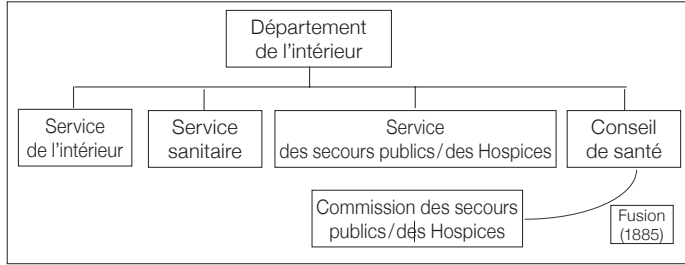 Département
de l'intérieur
Service
de l'intérieur
Service
sanitaire
Service
des secours publics/des Hospices
Conseil
de santé
Commission des secours
publics/des Hospices
Fusion
(1885)